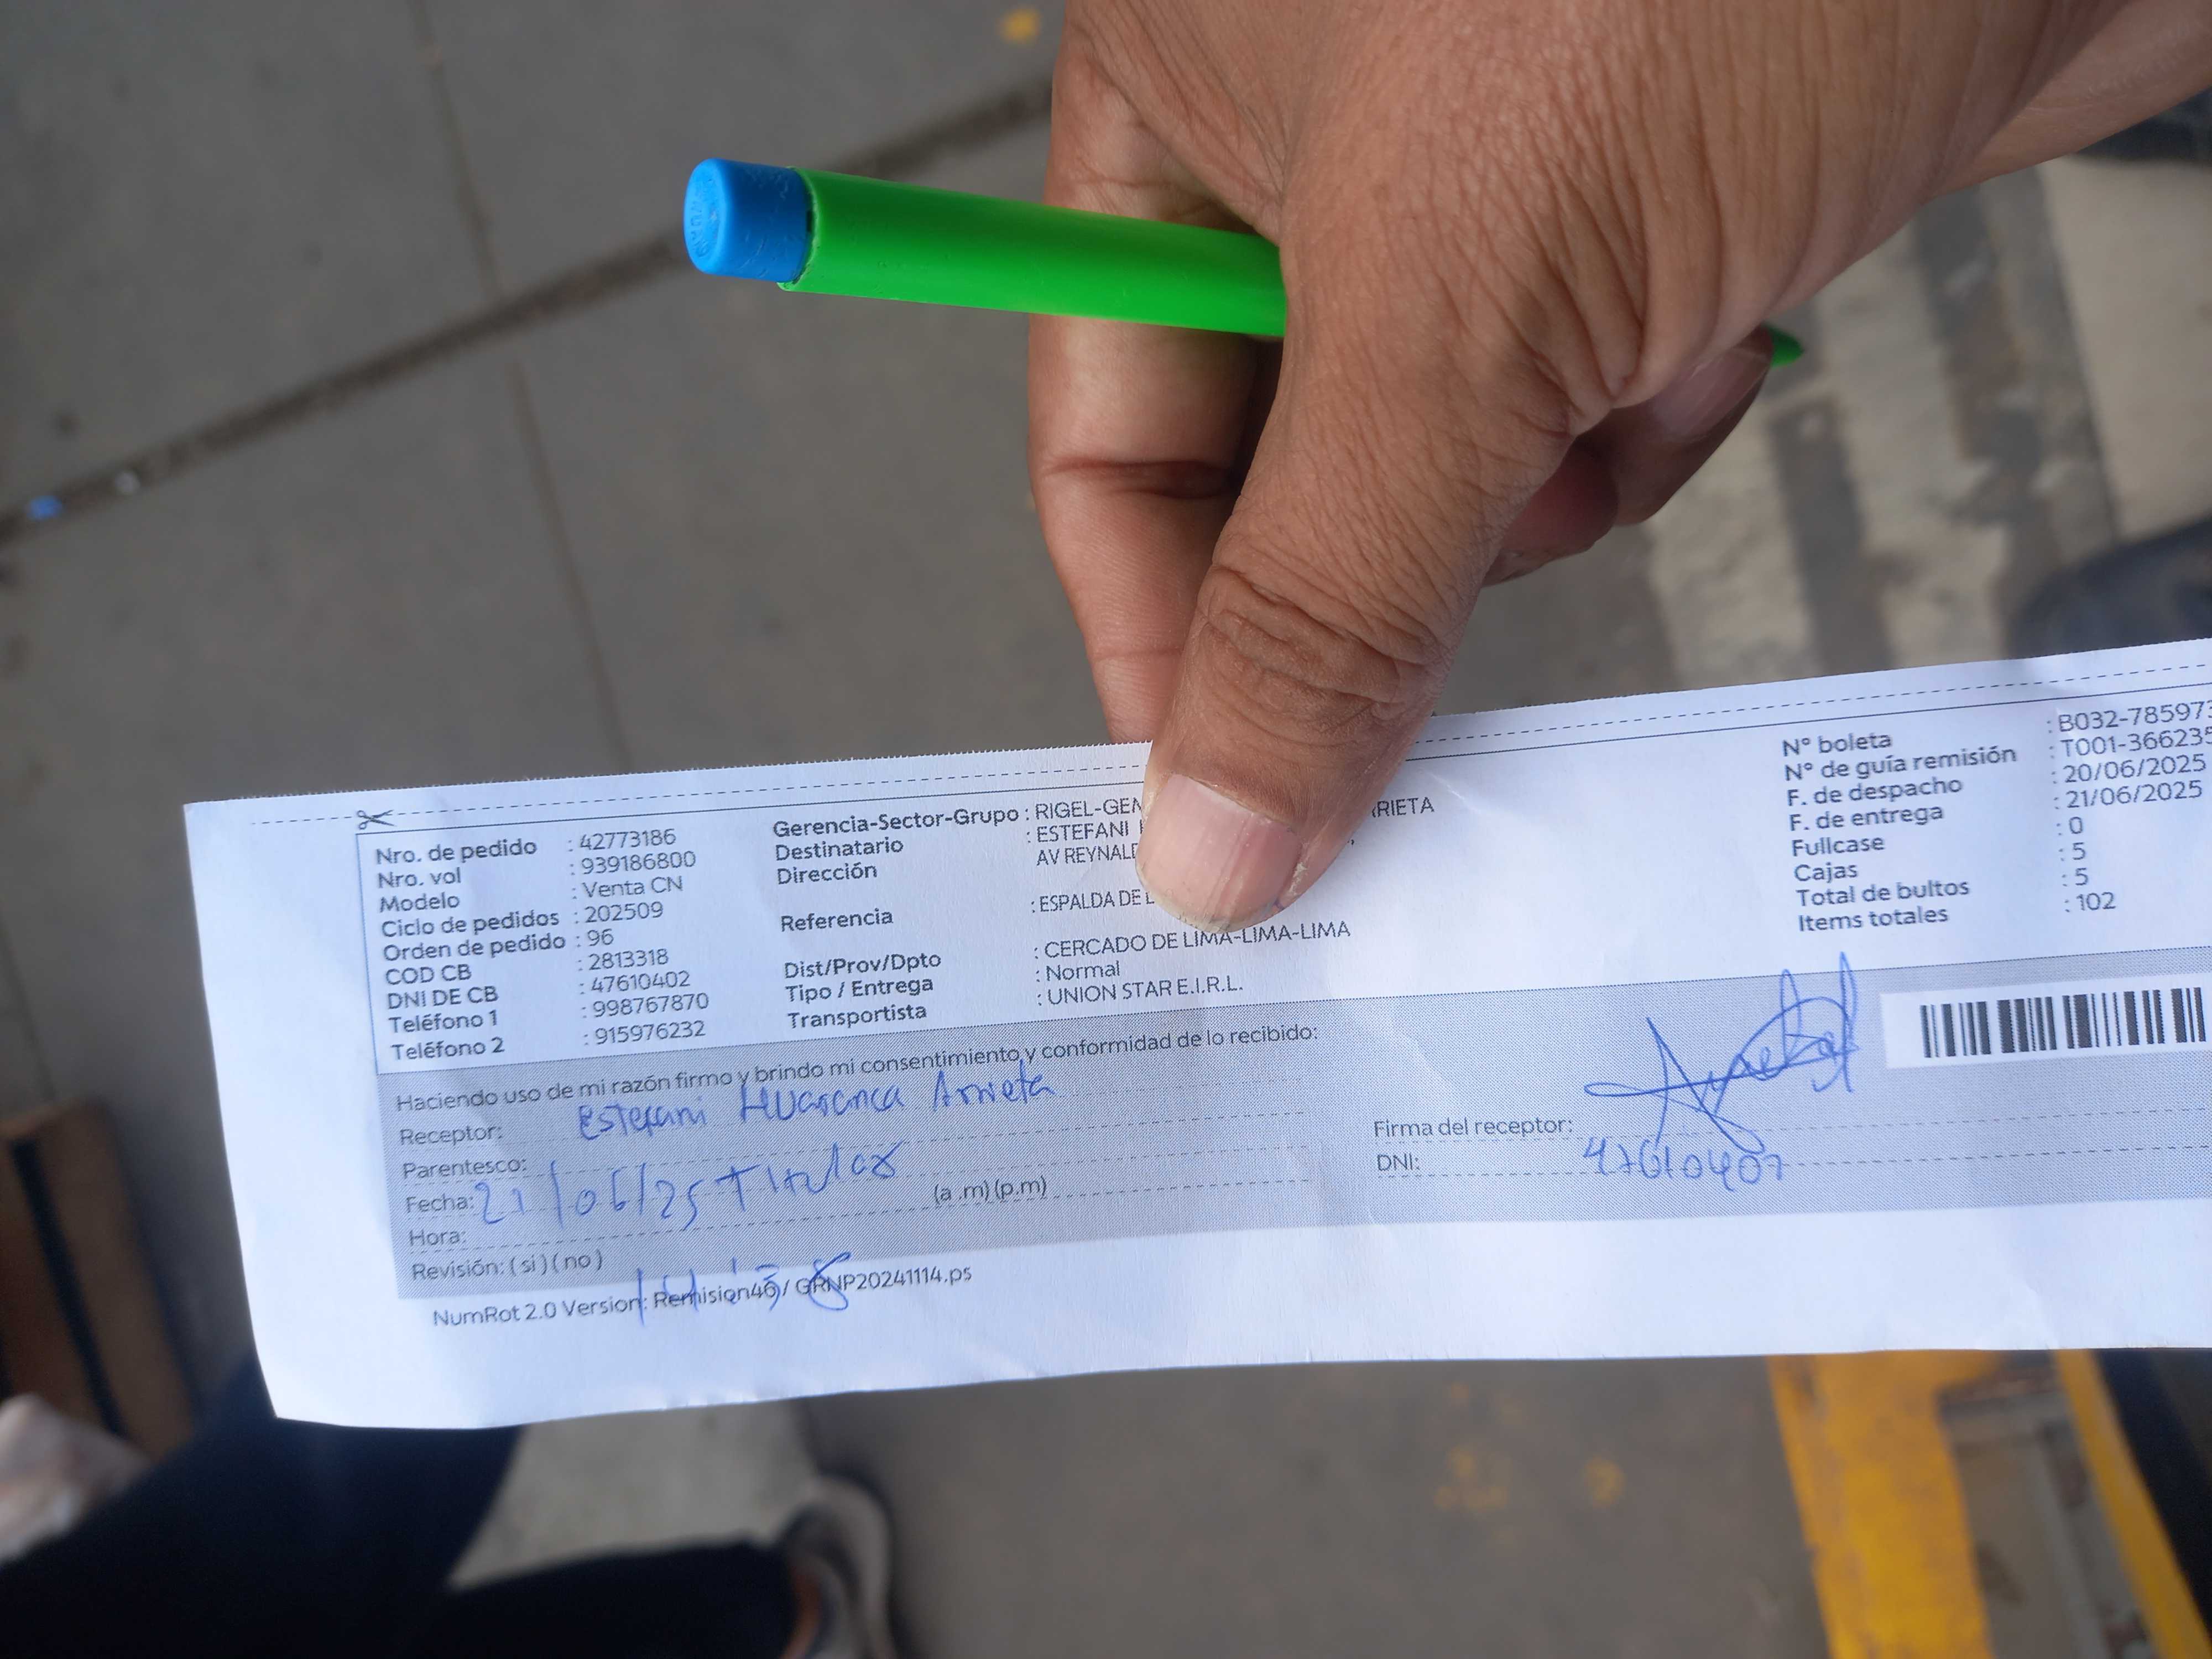 Nro. de pedido : 42773186
Nro. vol : 939186800
Modelo : Venta CN
Ciclo de pedidos : 202509
Orden de pedido : 96
COD CB : 2813318
DNI DE CB : 47610402
Teléfono 1 : 998767870
Teléfono 2 : 915976232
Gerencia-Sector-Grupo : RIGEL-GEM
Destinatario : ESTEFANI RRIETA
Dirección AV REYNALD
Referencia : ESPALDA DE
Dist/Prov/Dpto : CERCADO DE LIMA-LIMA-LIMA
Tipo / Entrega : Normal
Transportista : UNION STAR E.I.R.L.
N° boleta : B032-785973
N° de guía remisión : T001-366235
F. de despacho : 20/06/2025
F. de entrega : 21/06/2025
Fullcase : 0
Cajas : 5
Total de bultos : 5
Items totales : 102
Haciendo uso de mi razón firmo y brindo mi consentimiento y conformidad de lo recibido:
Receptor: Estefani Huaranca Arrieta
Parentesco: Titular
Fecha: 21/06/25
Hora: (a .m) (p.m)
Revisión: ( si ) ( no )
Firma del receptor:
DNI: 47610402
NumRot 2.0 Version: Remision46 / GRNP20241114.ps